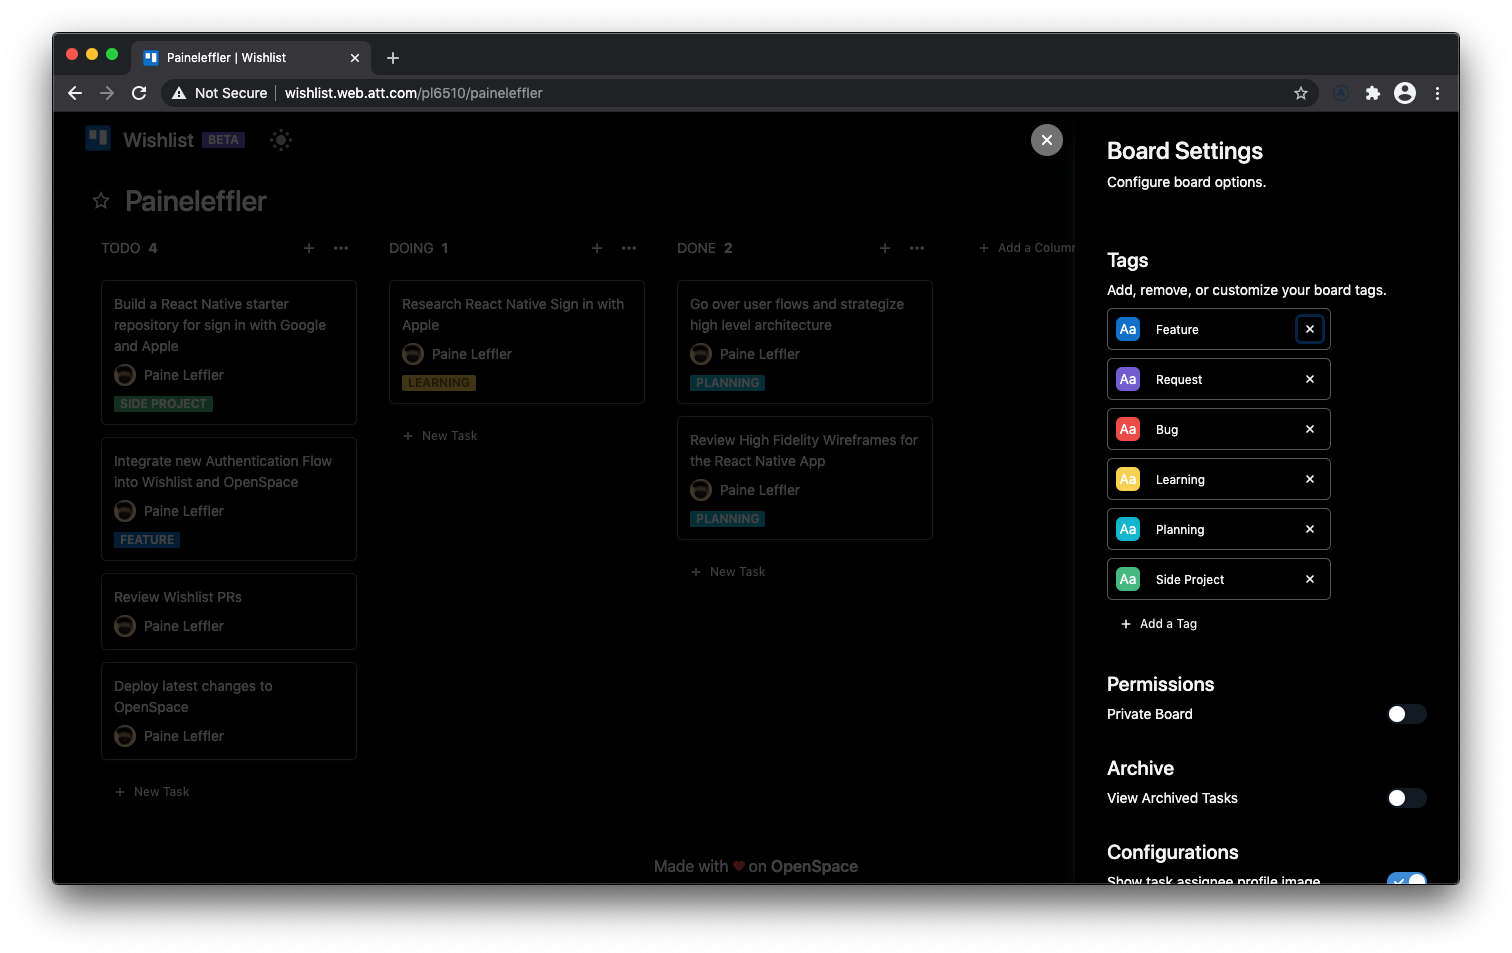 Paineleffler | Wishlist
Not Secure
wishlist.web.att.com/pl6510/paineleffler
Wishlist BETA
Paineleffler
TODO 4
Build a React Native starter
repository for sign in with Google
and Apple
Paine Leffler
SIDE PROJECT
Integrate new Authentication Flow
into Wishlist and OpenSpace
Paine Leffler
FEATURE
Review Wishlist PRs
Paine Leffler
Deploy latest changes to
OpenSpace
Paine Leffler
New Task
DOING 1
Research React Native Sign in with
Apple
Paine Leffler
LEARNING
New Task
DONE 2
Go over user flows and strategize
high level architecture
Paine Leffler
PLANNING
Review High Fidelity Wireframes for
the React Native App
Paine Leffler
PLANNING
New Task
Add a Column
Made with ❤ on OpenSpace
Board Settings
Configure board options.
Tags
Add, remove, or customize your board tags.
Aa Feature
Aa Request
Aa Bug
Aa Learning
Aa Planning
Aa Side Project
Add a Tag
Permissions
Private Board
Archive
View Archived Tasks
Configurations
Show task assignee profile image